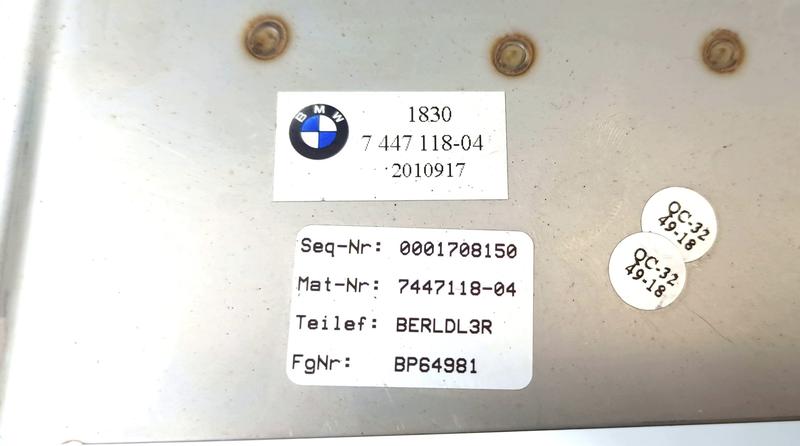 BMW
1830
7 447 118-04
2010917
Seq-Nr: 0001708150
Mat-Nr: 7447118-04
Teilef: BERLDL3R
FgNr: BP64981
QC-32
49-18
QC-32
49-18